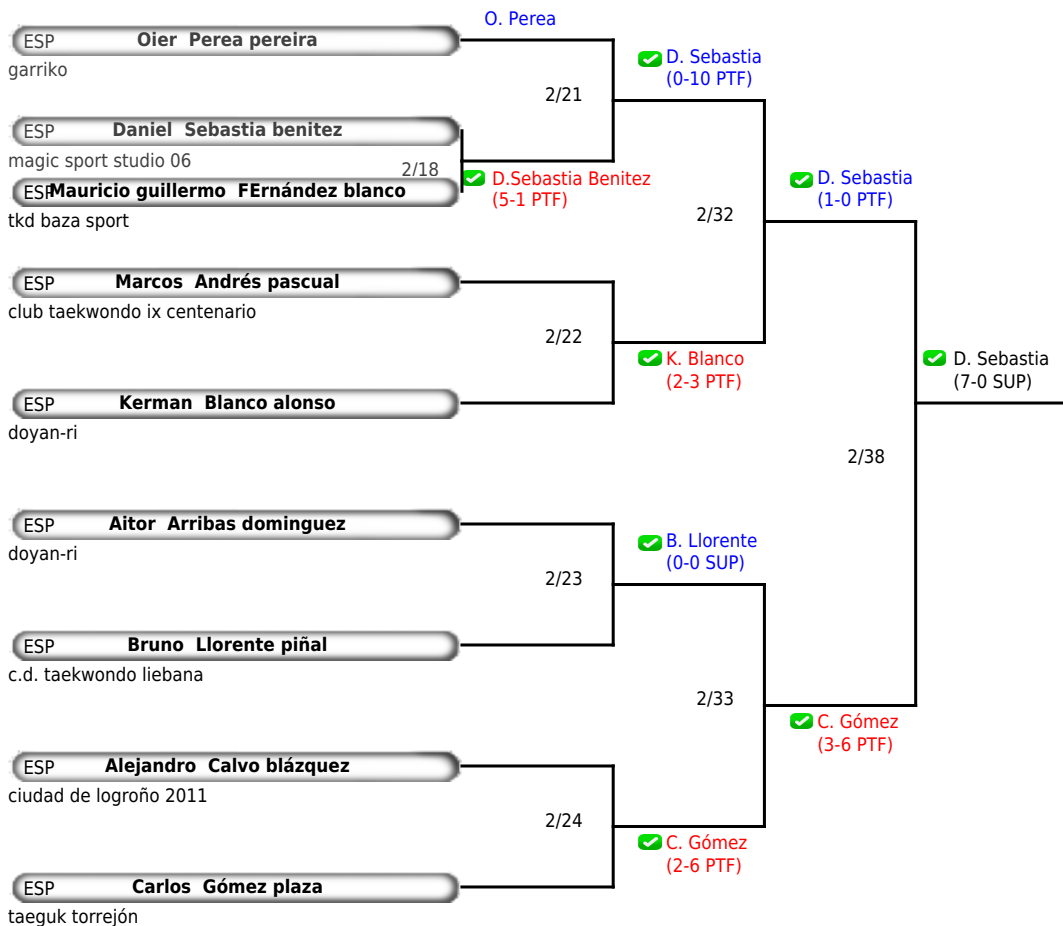 O. Perea
ESP Oier Perea pereira
garriko
D. Sebastia
(0-10 PTF)
2/21
ESP Daniel Sebastia benitez
magic sport studio 06
2/18
D.Sebastia Benitez
(5-1 PTF)
ESP Mauricio guillermo FErnández blanco
tkd baza sport
D. Sebastia
(1-0 PTF)
2/32
ESP Marcos Andrés pascual
club taekwondo ix centenario
2/22
K. Blanco
(2-3 PTF)
D. Sebastia
(7-0 SUP)
ESP Kerman Blanco alonso
doyan-ri
2/38
ESP Aitor Arribas dominguez
doyan-ri
B. Llorente
(0-0 SUP)
2/23
ESP Bruno Llorente piñal
c.d. taekwondo liebana
2/33
C. Gómez
(3-6 PTF)
ESP Alejandro Calvo blázquez
ciudad de logroño 2011
2/24
C. Gómez
(2-6 PTF)
ESP Carlos Gómez plaza
taeguk torrejón